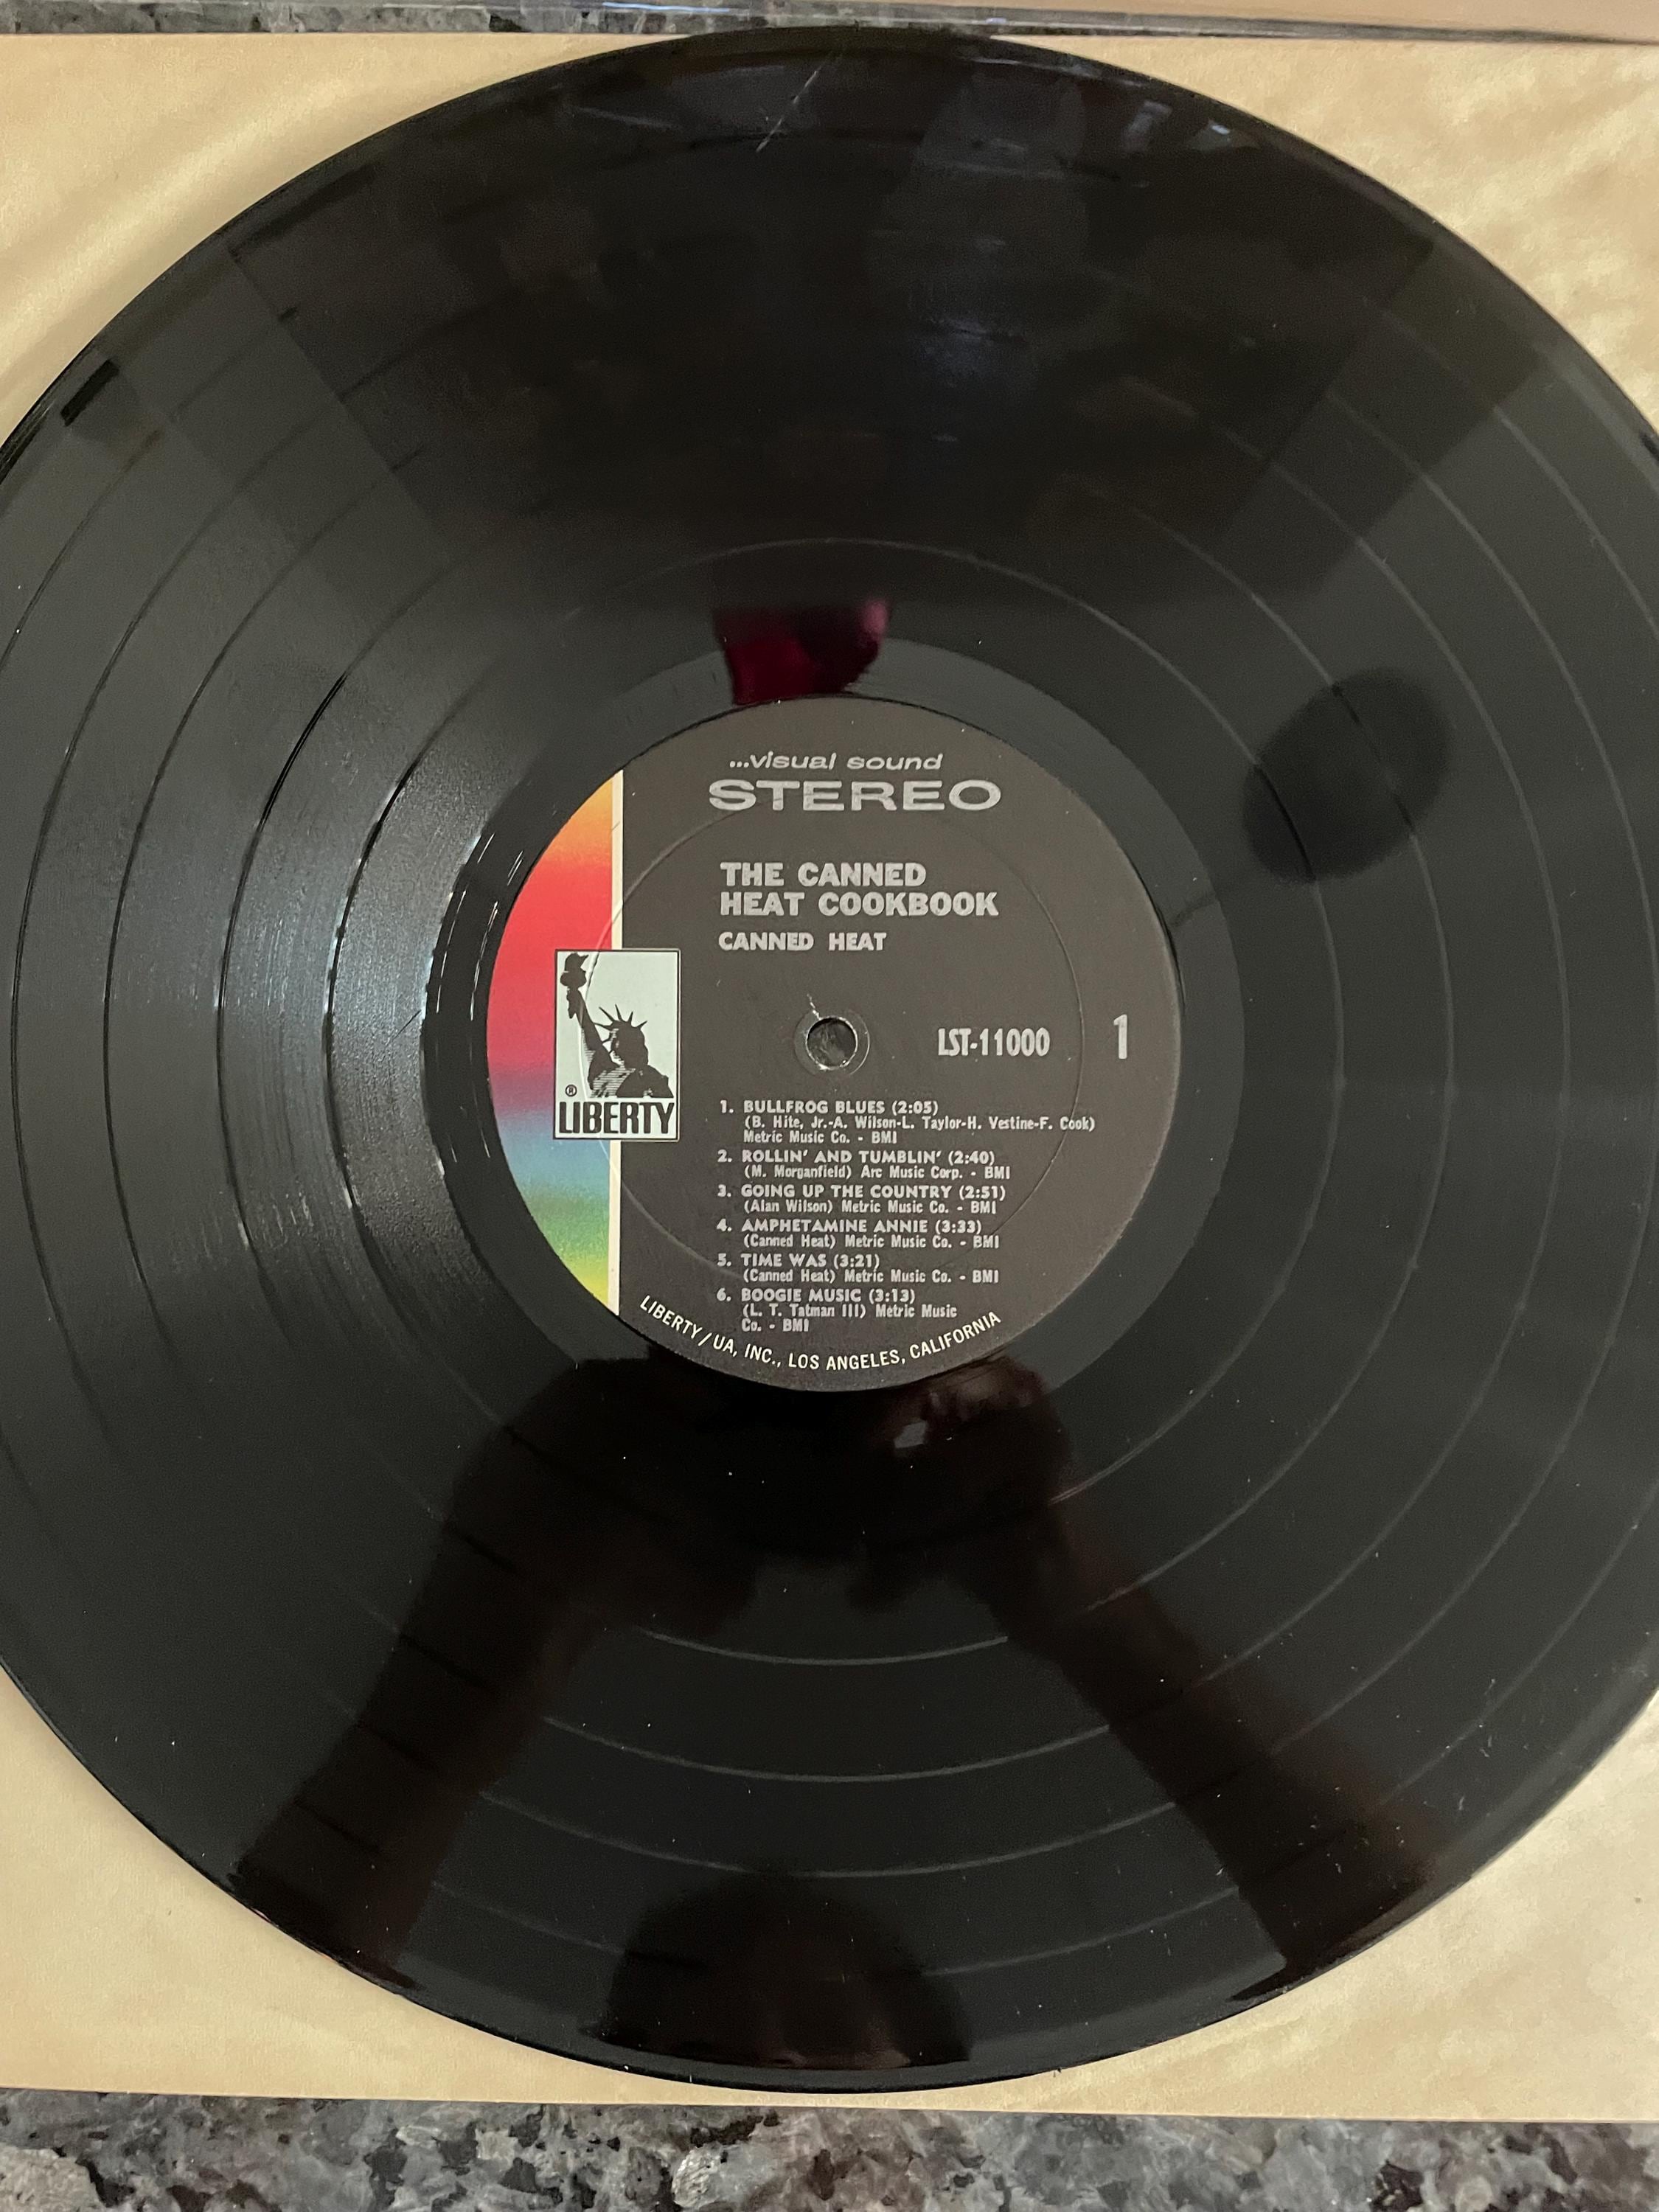 ...visual sound
STEREO
THE CANNED
HEAT COOKBOOK
CANNED HEAT
LST-11000
1
®
LIBERTY
1. BULLFROG BLUES (2:05)
(B. Hite, Jr.-A. Wilson-L. Taylor-H. Vestine-F. Cook)
Metric Music Co. - BMI
2. ROLLIN' AND TUMBLIN' (2:40)
(M. Morganfield) Arc Music Corp. - BMI
3. GOING UP THE COUNTRY (2:51)
(Alan Wilson) Metric Music Co. - BMI
4. AMPHETAMINE ANNIE (3:33)
(Canned Heat) Metric Music Co. - BMI
5. TIME WAS (3:21)
(Canned Heat) Metric Music Co. - BMI
6. BOOGIE MUSIC (3:13)
(L. T. Tatman III) Metric Music
Co. - BMI
LIBERTY/UA, INC., LOS ANGELES, CALIFORNIA